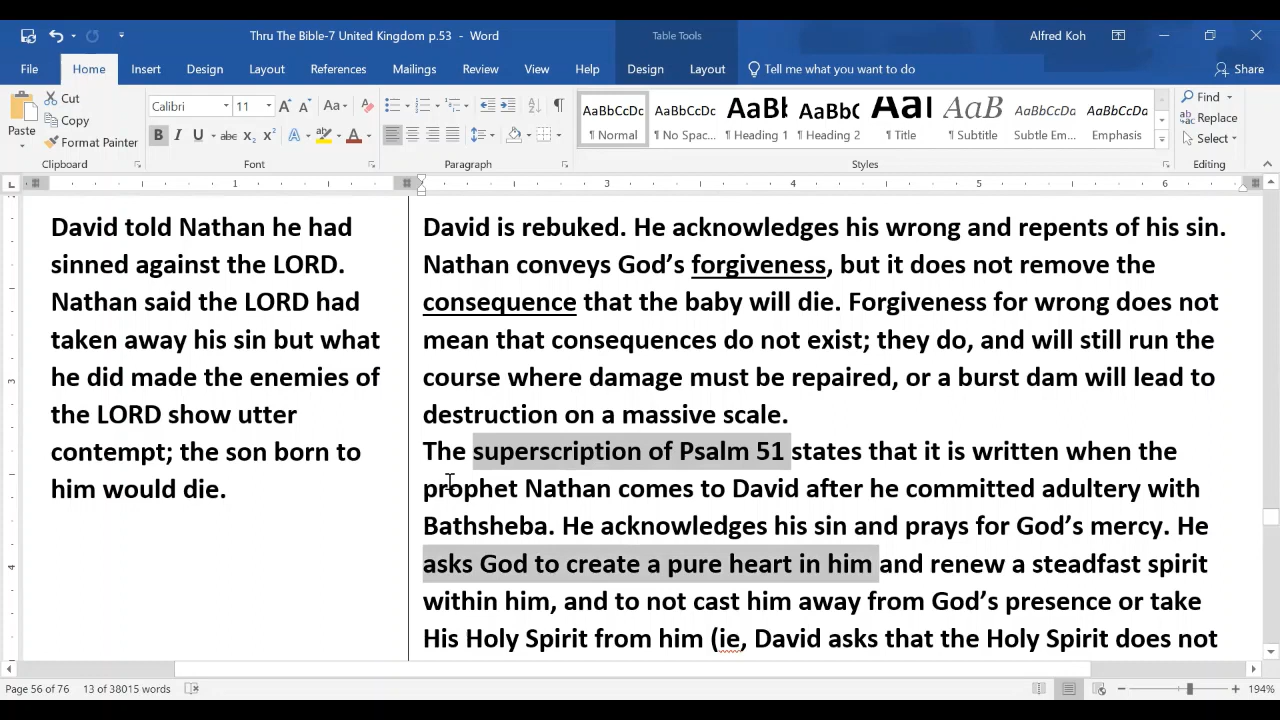 Thru The Bible-7 United Kingdom p.53 - Word
Table Tools
Alfred Koh
File Home Insert Design Layout References Mailings Review View Help Design Layout Tell me what you want to do Share
Paste
Cut
Copy
Format Painter
Clipboard
Calibri 11
Font
Paragraph
AaBbCcDc AaBbCcDc AaBb AaBbC AaB AaBbCcDc AaBbCcDc
¶ Normal ¶ No Spac... ¶ Heading 1 ¶ Heading 2 ¶ Title ¶ Subtitle Subtle Em... ¶ Emphasis
Styles
Find
Replace
Select
Editing
1 3 4 5 6
David told Nathan he had
sinned against the LORD.
Nathan said the LORD had
taken away his sin but what
he did made the enemies of
the LORD show utter
contempt; the son born to
him would die.
David is rebuked. He acknowledges his wrong and repents of his sin.
Nathan conveys God’s forgiveness, but it does not remove the
consequence that the baby will die. Forgiveness for wrong does not
mean that consequences do not exist; they do, and will still run the
course where damage must be repaired, or a burst dam will lead to
destruction on a massive scale.
The superscription of Psalm 51 states that it is written when the
prophet Nathan comes to David after he committed adultery with
Bathsheba. He acknowledges his sin and prays for God’s mercy. He
asks God to create a pure heart in him and renew a steadfast spirit
within him, and to not cast him away from God’s presence or take
His Holy Spirit from him (ie, David asks that the Holy Spirit does not
Page 56 of 76 13 of 38015 words
194%